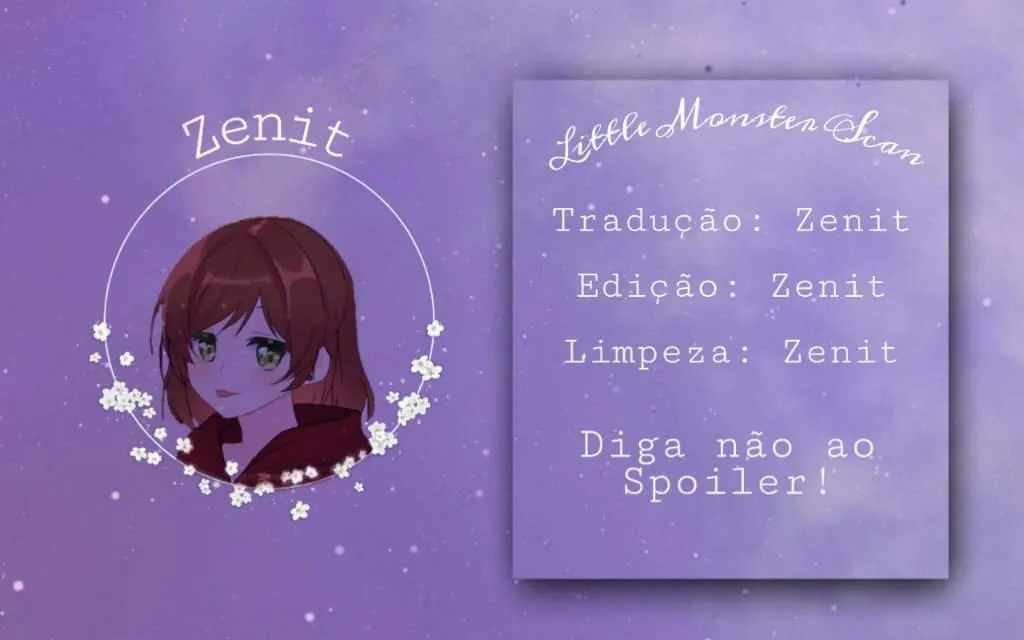 Zenit
Little Monster Scan
Tradução: Zenit
Edição: Zenit
Limpeza: Zenit
Diga não ao
Spoiler!